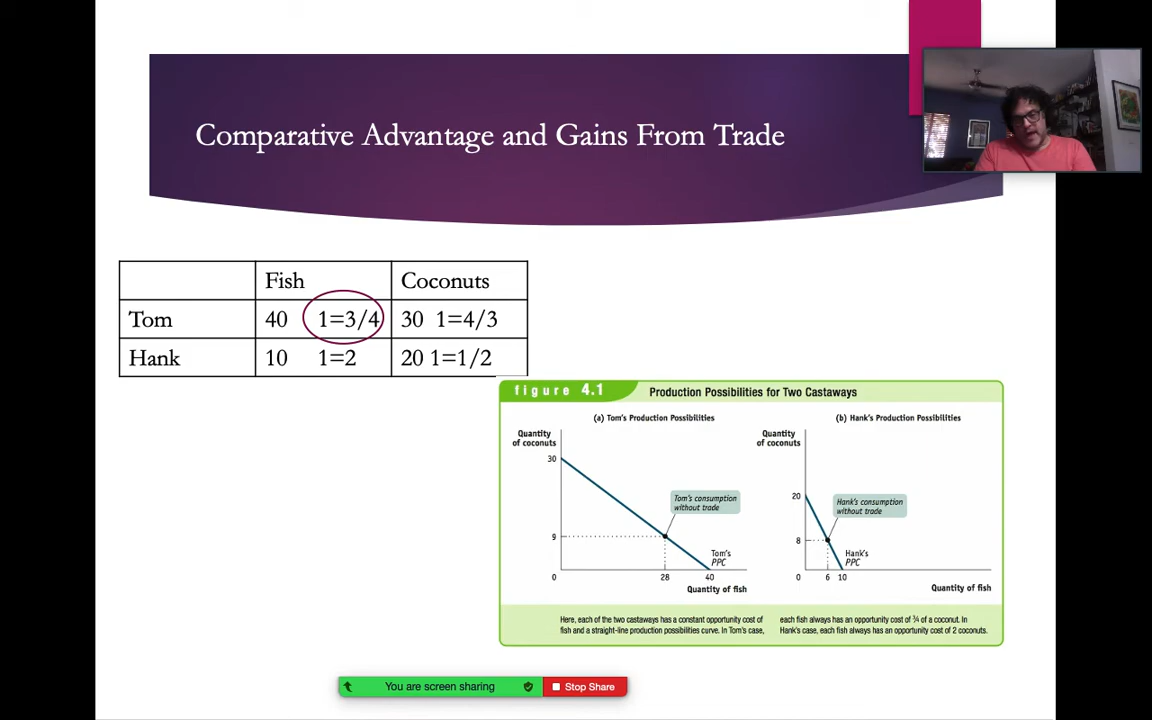 Comparative Advantage and Gains From Trade
Fish Coconuts
Tom 40 1=3/4 30 1=4/3
Hank 10 1=2 20 1=1/2
figure 4.1 Production Possibilities for Two Castaways
(a) Tom's Production Possibilities
Quantity
of coconuts
30
Tom's consumption
without trade
9
Tom's
PPC
0 28 40
Quantity of fish
(b) Hank's Production Possibilities
Quantity
of coconuts
20
Hank's consumption
without trade
8
Hank's
PPC
0 6 10
Quantity of fish
Here, each of the two castaways has a constant opportunity cost of
fish and a straight-line production possibilities curve. In Tom's case,
each fish always has an opportunity cost of ¾ of a coconut. In
Hank's case, each fish always has an opportunity cost of 2 coconuts.
You are screen sharing Stop Share